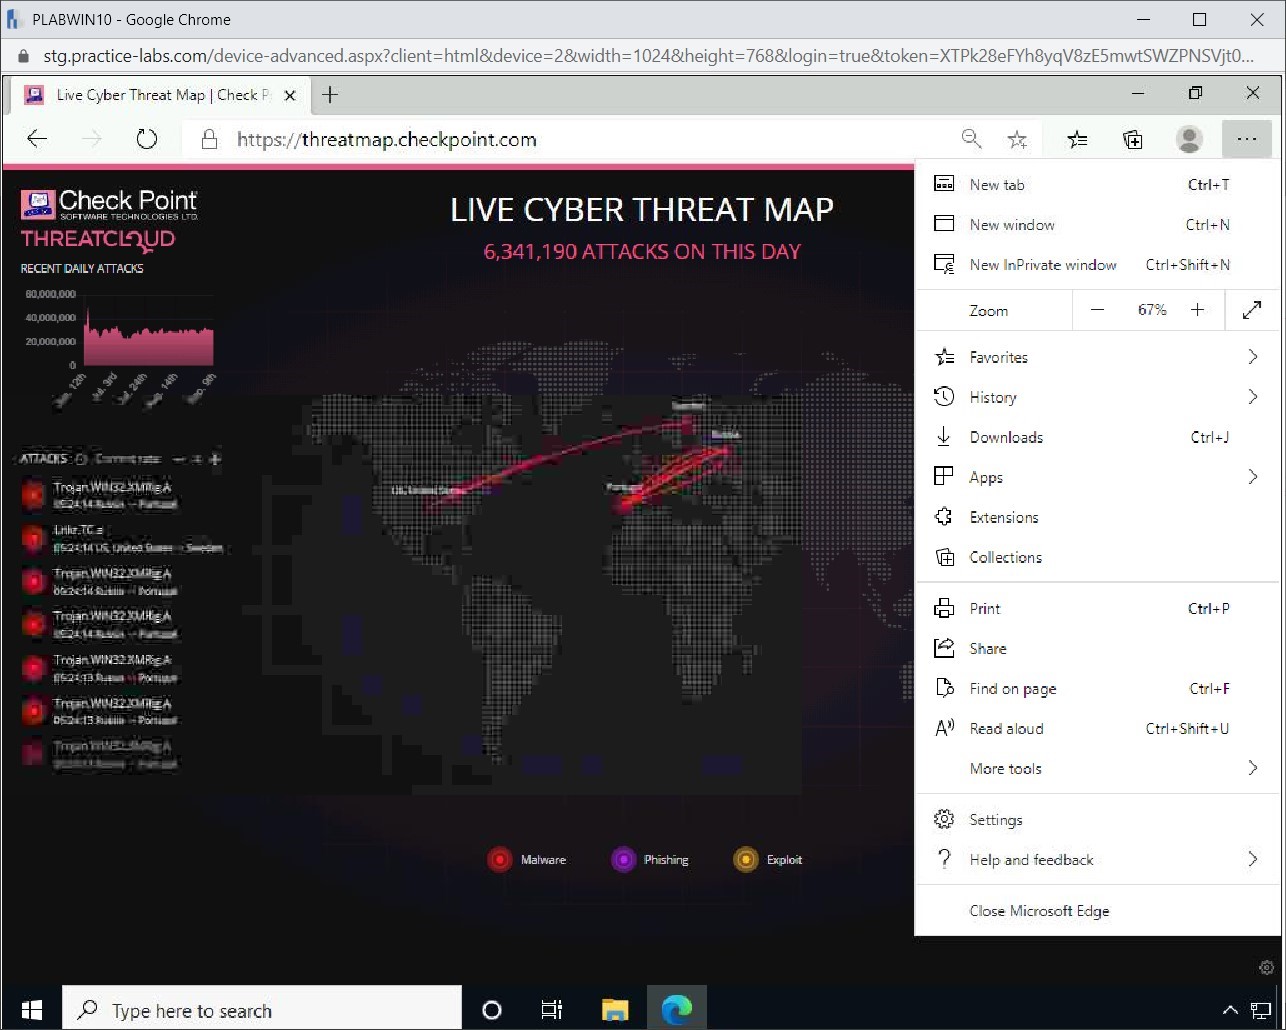 PLABWIN10 - Google Chrome
stg.practice-labs.com/device-advanced.aspx?client=html&device=2&width=1024&height=768&login=true&token=XTPk28eFYh8yqV8zE5mwtSWZPNSVjt0...
Live Cyber Threat Map | Check P
https://threatmap.checkpoint.com
Check Point
SOFTWARE TECHNOLOGIES LTD.
THREATCLOUD
RECENT DAILY ATTACKS
60,000,000
40,000,000
20,000,000
0
Jul, 3rd
Jul, 24th
Aug, 14th
LIVE CYBER THREAT MAP
6,341,190 ATTACKS ON THIS DAY
Sweden
Russia
US, United States
Portugal
ATTACKS Current rate
Trojan.WIN32.XMRig.A
05:24:14 Russia → Portugal
05:24:14 US, United States → Sweden
Trojan.WIN32.XMRig.A
05:24:14 Russia → Portugal
Trojan.WIN32.XMRig.A
05:24:14 Russia → Portugal
Trojan.WIN32.XMRig.A
05:24:13 Russia → Portugal
Trojan.WIN32.XMRig.A
05:24:13 Russia → Portugal
Trojan.WIN32.XMRig.A
Malware
Phishing
Exploit
New tab Ctrl+T
New window Ctrl+N
New InPrivate window Ctrl+Shift+N
Zoom — 67% +
Favorites
History
Downloads Ctrl+J
Apps
Extensions
Collections
Print Ctrl+P
Share
Find on page Ctrl+F
Read aloud Ctrl+Shift+U
More tools
Settings
Help and feedback
Close Microsoft Edge
Type here to search